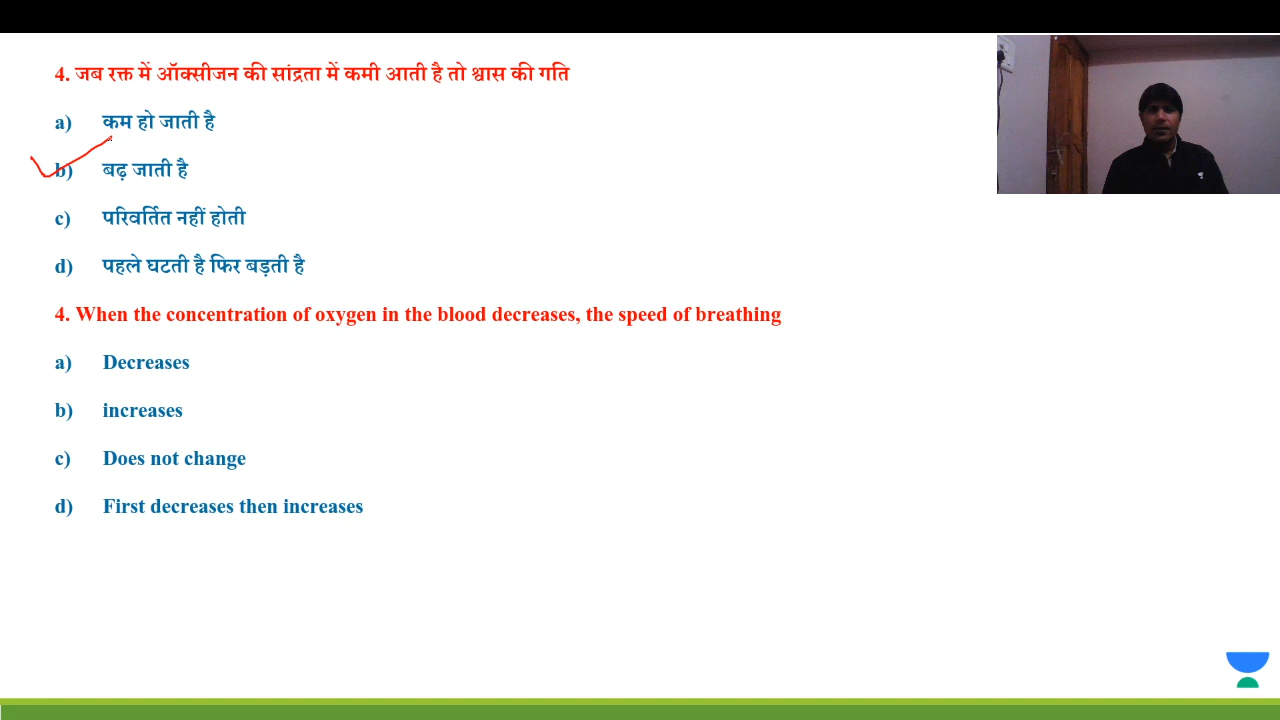 4. जब रक्त में ऑक्सीजन की सांद्रता में कमी आती है तो श्वास की गति
a) कम हो जाती है
b) बढ़ जाती है
c) परिवर्तित नहीं होती
d) पहले घटती है फिर बड़ती है
4. When the concentration of oxygen in the blood decreases, the speed of breathing
a) Decreases
b) increases
c) Does not change
d) First decreases then increases